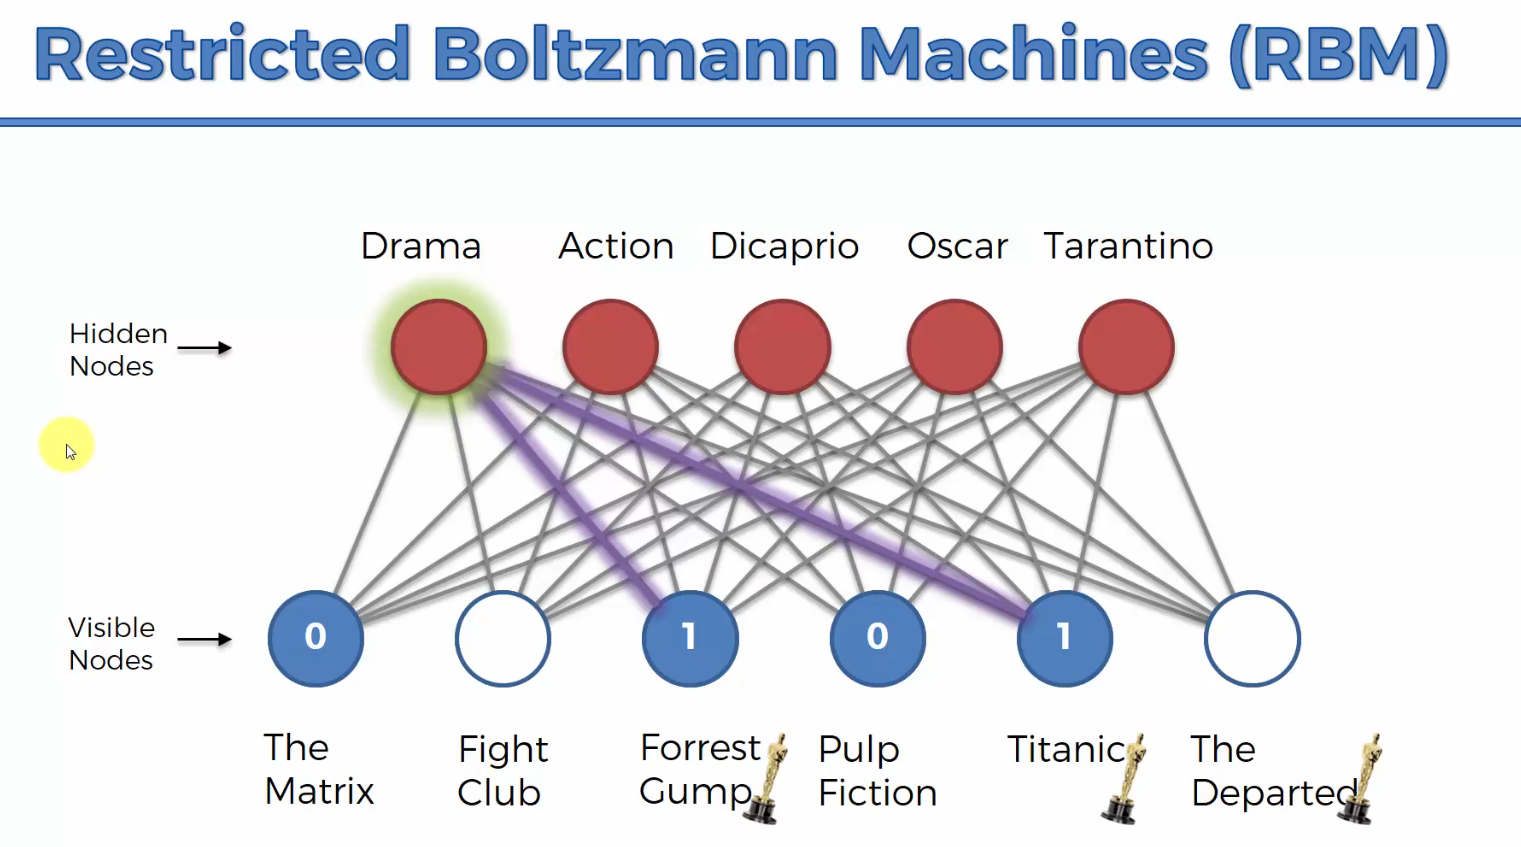 Restricted Boltzmann Machines (RBM)
Drama Action Dicaprio Oscar Tarantino
Hidden
Nodes
Visible
Nodes
0 1 0 1
The
Matrix
Fight
Club
Forrest
Gump
Pulp
Fiction
Titanic
The
Departed